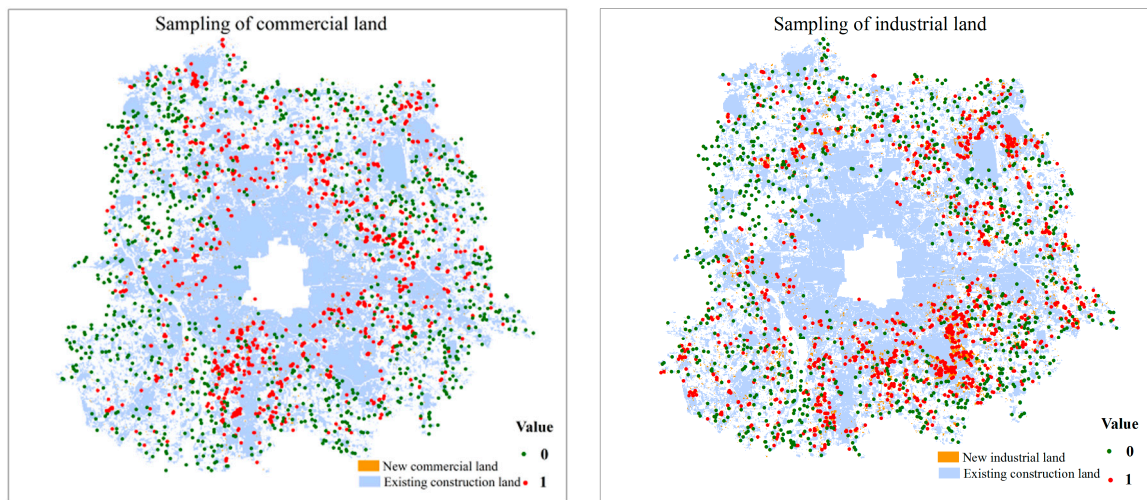 Sampling of commercial land
Value
0
New commercial land
Existing construction land
1
Sampling of industrial land
Value
0
New industrial land
Existing construction land
1